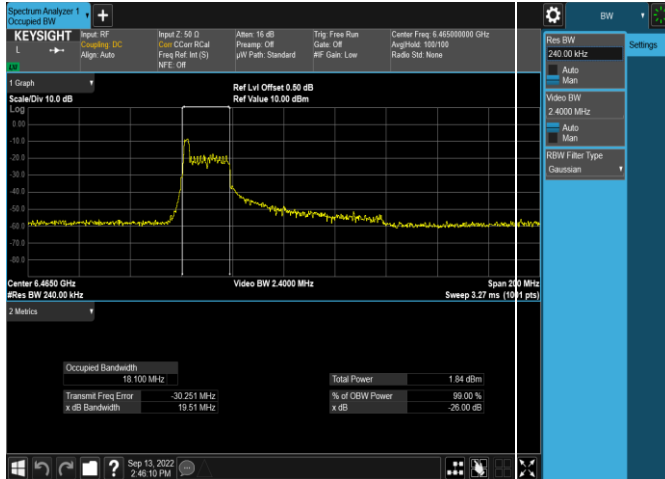 Spectrum Analyzer 1
Occupied BW
+
KEYSIGHT
L
Input: RF
Coupling: DC
Align: Auto
Input Z: 50 Ω
Corr CCorr RCal
Freq Ref: Int (S)
NFE: Off
Atten: 16 dB
Preamp: Off
µW Path: Standard
Trig: Free Run
Gate: Off
#IF Gain: Low
Center Freq: 6.465000000 GHz
Avg|Hold: 100/100
Radio Std: None
1 Graph
Scale/Div 10.0 dB
Ref Lvl Offset 0.50 dB
Ref Value 10.00 dBm
Log
0.00
-10.0
-20.0
-30.0
-40.0
-50.0
-60.0
-70.0
-80.0
Center 6.4650 GHz
#Res BW 240.00 kHz
Video BW 2.4000 MHz
Span 200 MHz
Sweep 3.27 ms (1001 pts)
2 Metrics
Occupied Bandwidth
18.100 MHz
Transmit Freq Error -30.251 MHz
x dB Bandwidth 19.51 MHz
Total Power 1.84 dBm
% of OBW Power 99.00 %
x dB -26.00 dB
?
Sep 13, 2022
2:46:10 PM
BW
Settings
Res BW
240.00 kHz
Auto
Man
Video BW
2.4000 MHz
Auto
Man
RBW Filter Type
Gaussian